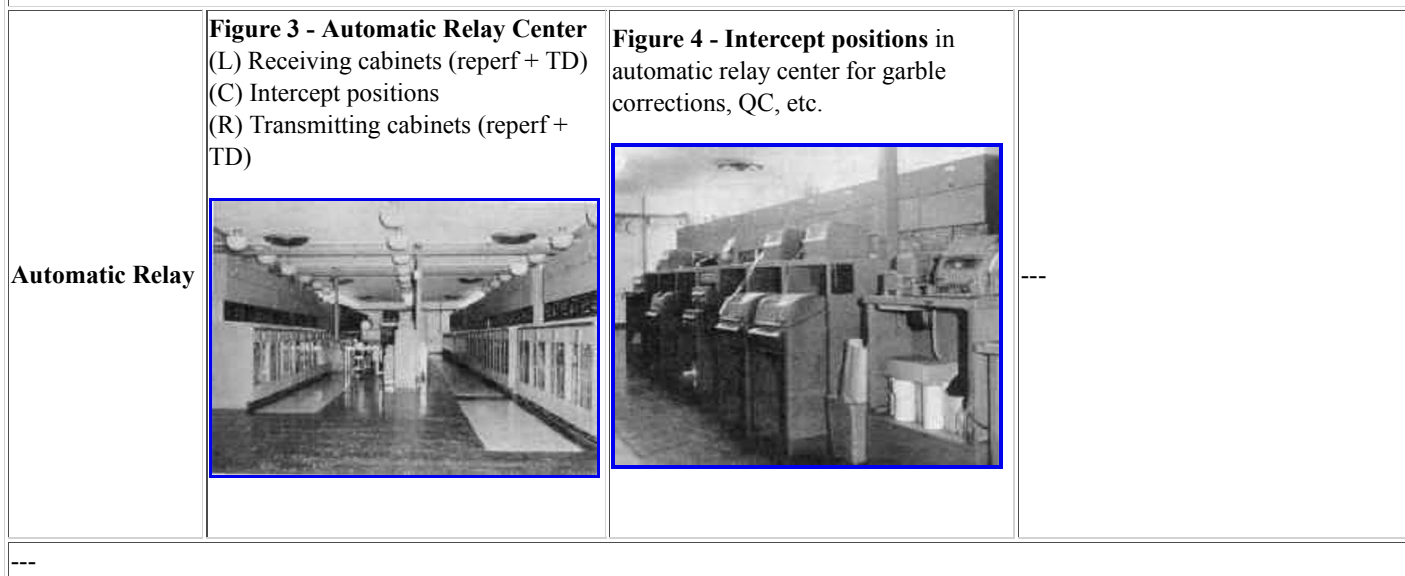 Automatic Relay
Figure 3 - Automatic Relay Center
(L) Receiving cabinets (reperf + TD)
(C) Intercept positions
(R) Transmitting cabinets (reperf +
TD)
Figure 4 - Intercept positions in
automatic relay center for garble
corrections, QC, etc.
---
---